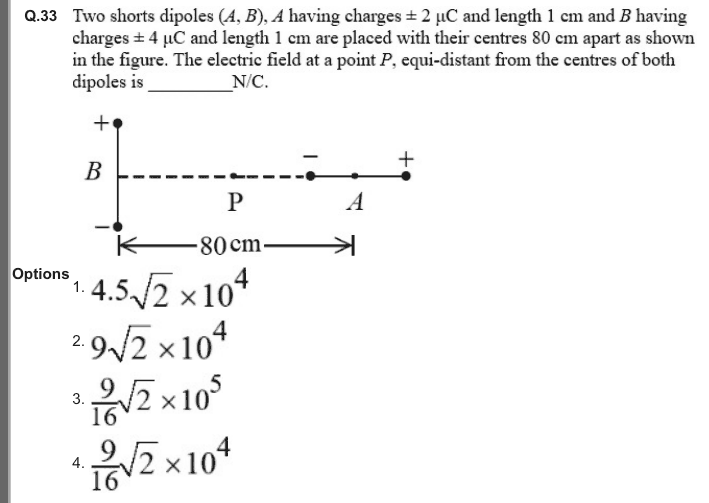 Q.33 Two shorts dipoles (A, B), A having charges ± 2 μC and length 1 cm and B having
charges ± 4 μC and length 1 cm are placed with their centres 80 cm apart as shown
in the figure. The electric field at a point P, equi-distant from the centres of both
dipoles is ________N/C.
+
B
− +
P A
−
80 cm
Options
1. 4.5√2 ×10⁴
2. 9√2 ×10⁴
3. 9/16 √2 ×10⁵
4. 9/16 √2 ×10⁴